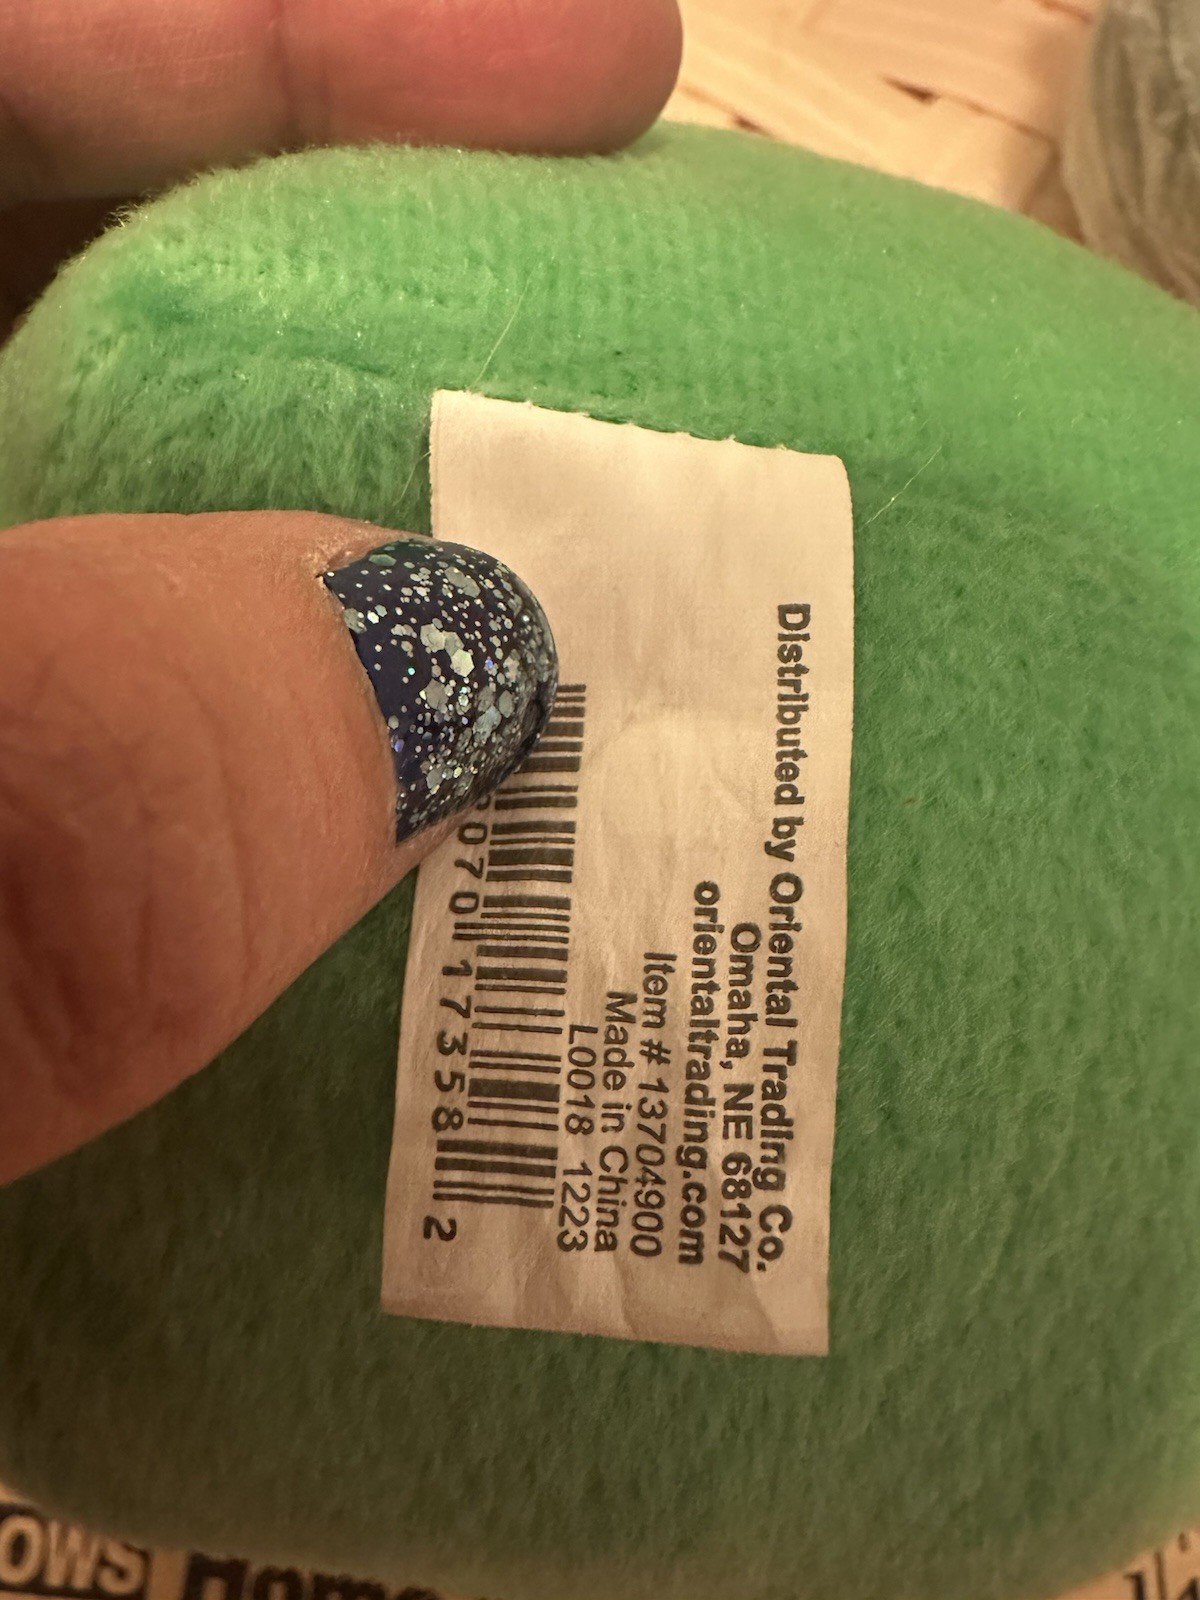 Distributed by Oriental Trading Co.
Omaha, NE 68127
orientaltrading.com
Item # 13704900
Made in China
L0018 1223
070 17358 2
OWS